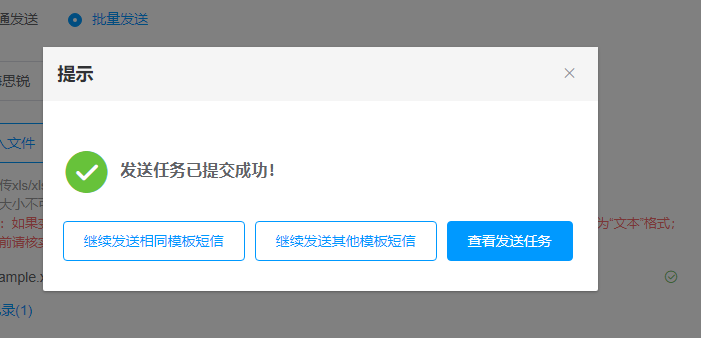 通发送 批量发送
提示
思锐
入文件
发送任务已提交成功！
传xls/xls
大小不可
：如果
为“文本”格式；
前请核
继续发送相同模板短信 继续发送其他模板短信 查看发送任务
ample.x
录(1)